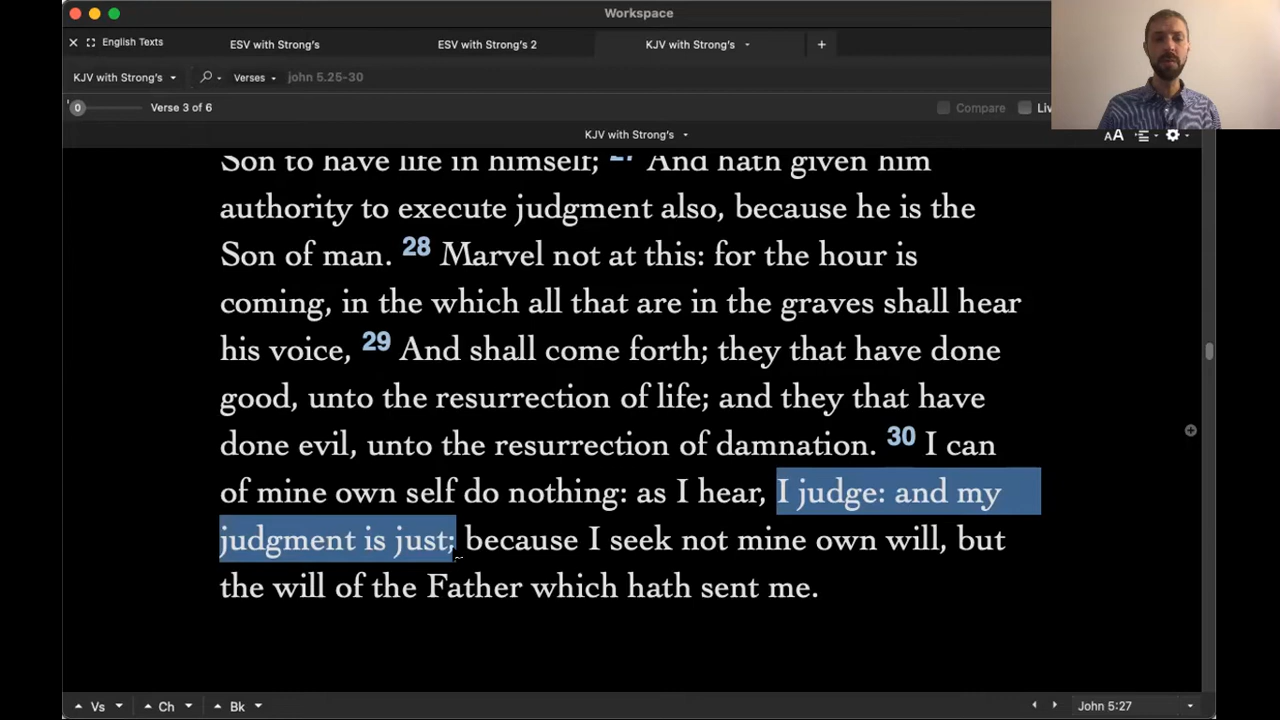 Workspace
English Texts
ESV with Strong's
ESV with Strong's 2
KJV with Strong's
KJV with Strong's
Verses
john 5.25-30
0
Verse 3 of 6
Compare
Liv
KJV with Strong's
AA
Son to have life in himself; 27 And hath given him
authority to execute judgment also, because he is the
Son of man. 28 Marvel not at this: for the hour is
coming, in the which all that are in the graves shall hear
his voice, 29 And shall come forth; they that have done
good, unto the resurrection of life; and they that have
done evil, unto the resurrection of damnation. 30 I can
of mine own self do nothing: as I hear, I judge: and my
judgment is just; because I seek not mine own will, but
the will of the Father which hath sent me.
Vs
Ch
Bk
John 5:27